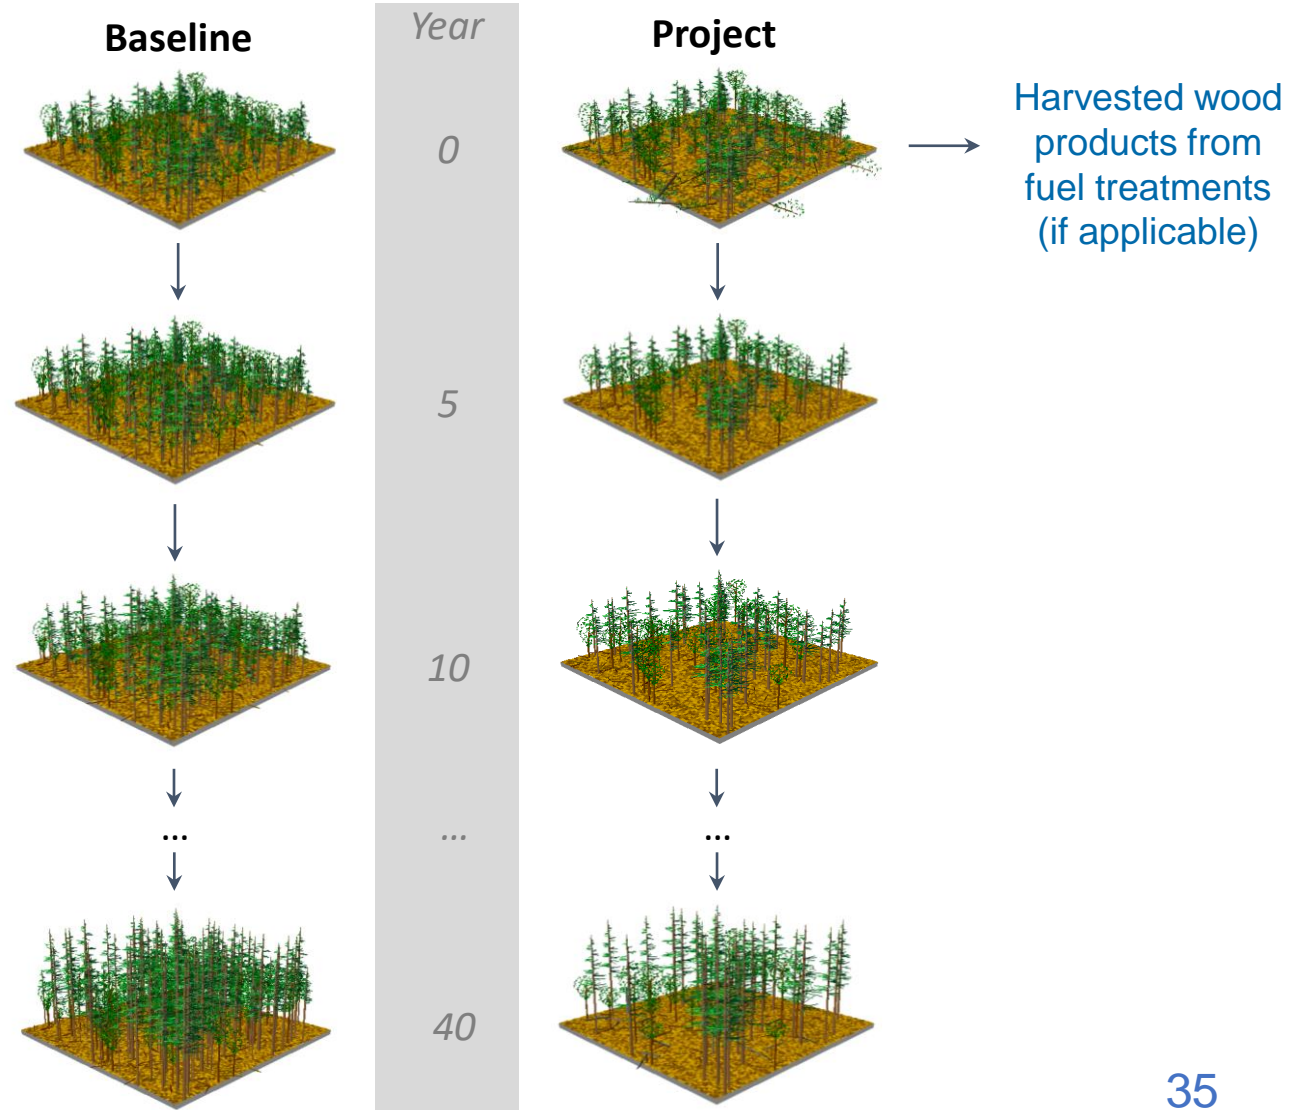 Baseline
Year
Project
0
Harvested wood
products from
fuel treatments
(if applicable)
5
10
...
...
...
40
35